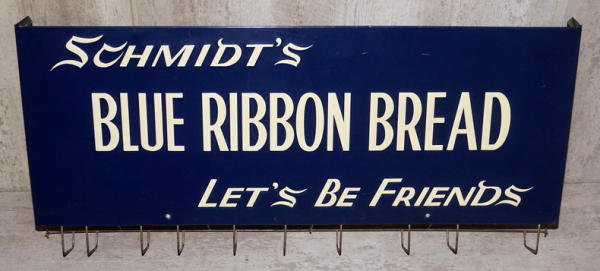 Schmidt's
BLUE RIBBON BREAD
Let's Be Friends